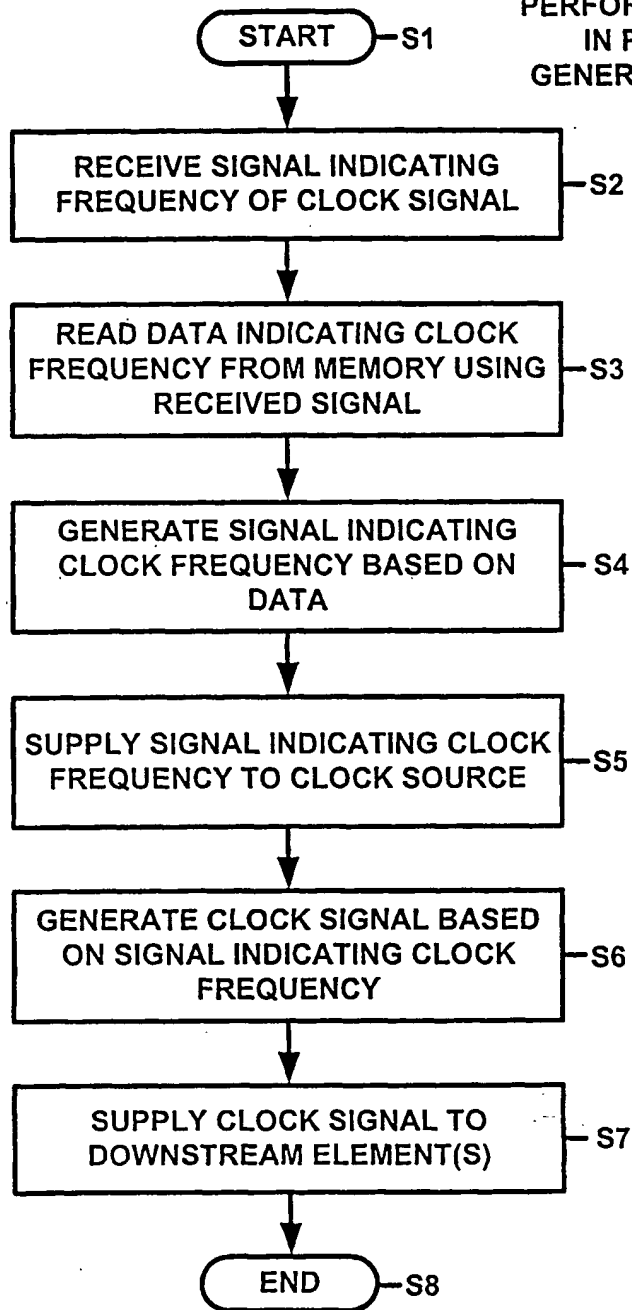 PERFOR
IN P
GENER
START S1
RECEIVE SIGNAL INDICATING
FREQUENCY OF CLOCK SIGNAL
S2
READ DATA INDICATING CLOCK
FREQUENCY FROM MEMORY USING
RECEIVED SIGNAL
S3
GENERATE SIGNAL INDICATING
CLOCK FREQUENCY BASED ON
DATA
S4
SUPPLY SIGNAL INDICATING CLOCK
FREQUENCY TO CLOCK SOURCE
S5
GENERATE CLOCK SIGNAL BASED
ON SIGNAL INDICATING CLOCK
FREQUENCY
S6
SUPPLY CLOCK SIGNAL TO
DOWNSTREAM ELEMENT(S)
S7
END S8